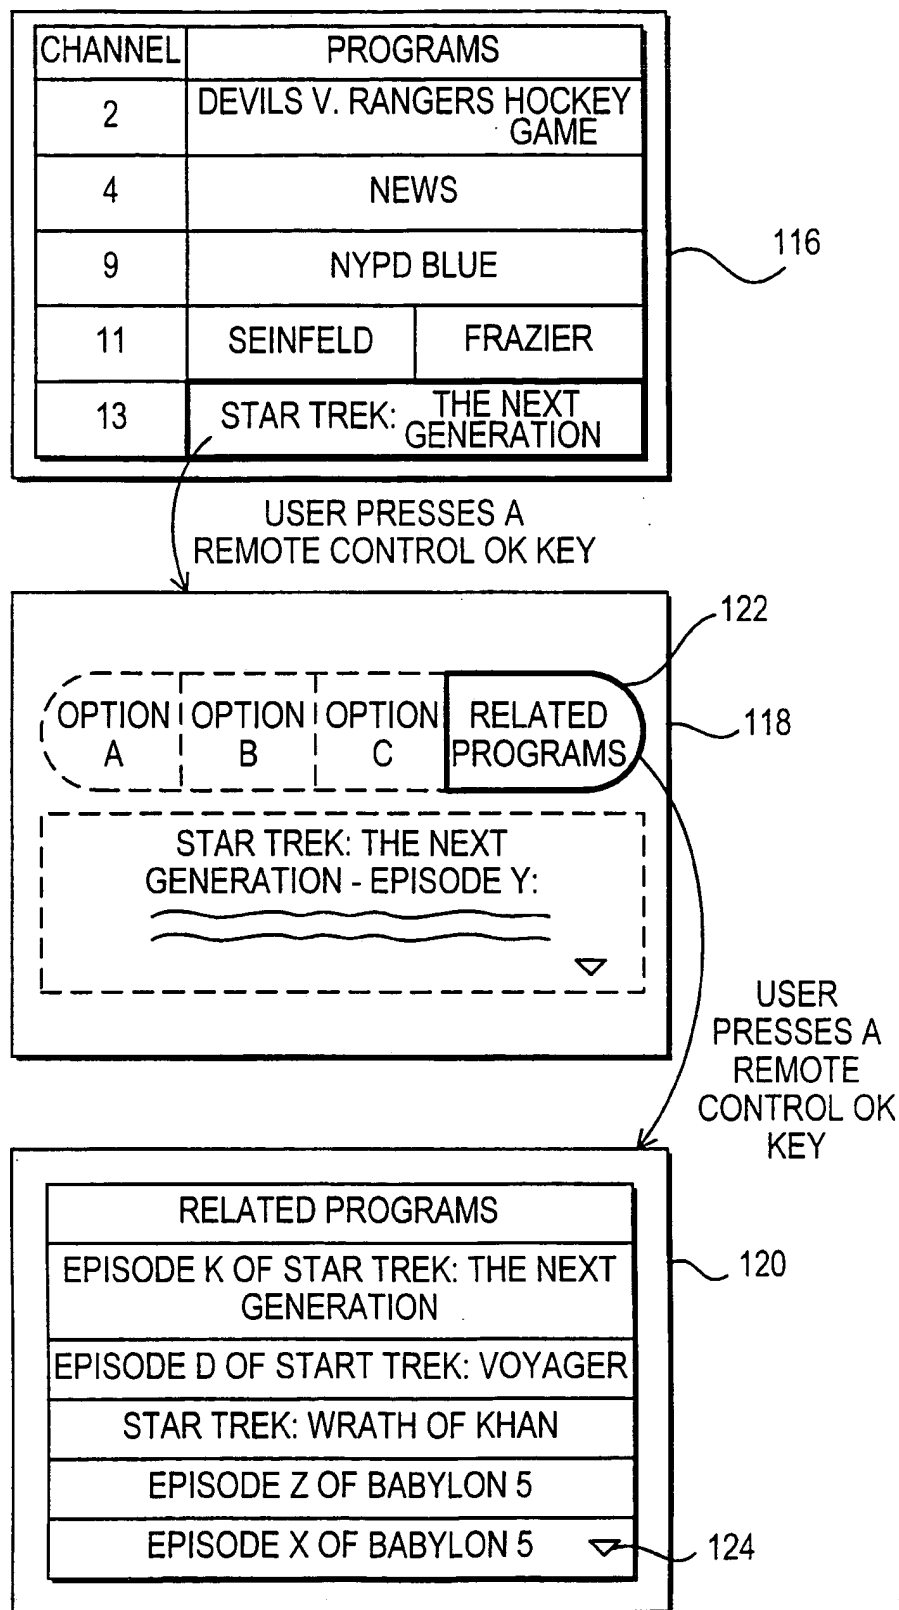 CHANNEL PROGRAMS
2 DEVILS V. RANGERS HOCKEY
GAME
4 NEWS
9 NYPD BLUE
116
11 SEINFELD FRAZIER
13 STAR TREK: THE NEXT
GENERATION
USER PRESSES A
REMOTE CONTROL OK KEY
122
118
OPTION A
OPTION B
OPTION C
RELATED
PROGRAMS
STAR TREK: THE NEXT
GENERATION - EPISODE Y:
USER
PRESSES A
REMOTE
CONTROL OK
KEY
RELATED PROGRAMS
EPISODE K OF STAR TREK: THE NEXT
GENERATION
120
EPISODE D OF START TREK: VOYAGER
STAR TREK: WRATH OF KHAN
EPISODE Z OF BABYLON 5
EPISODE X OF BABYLON 5
124